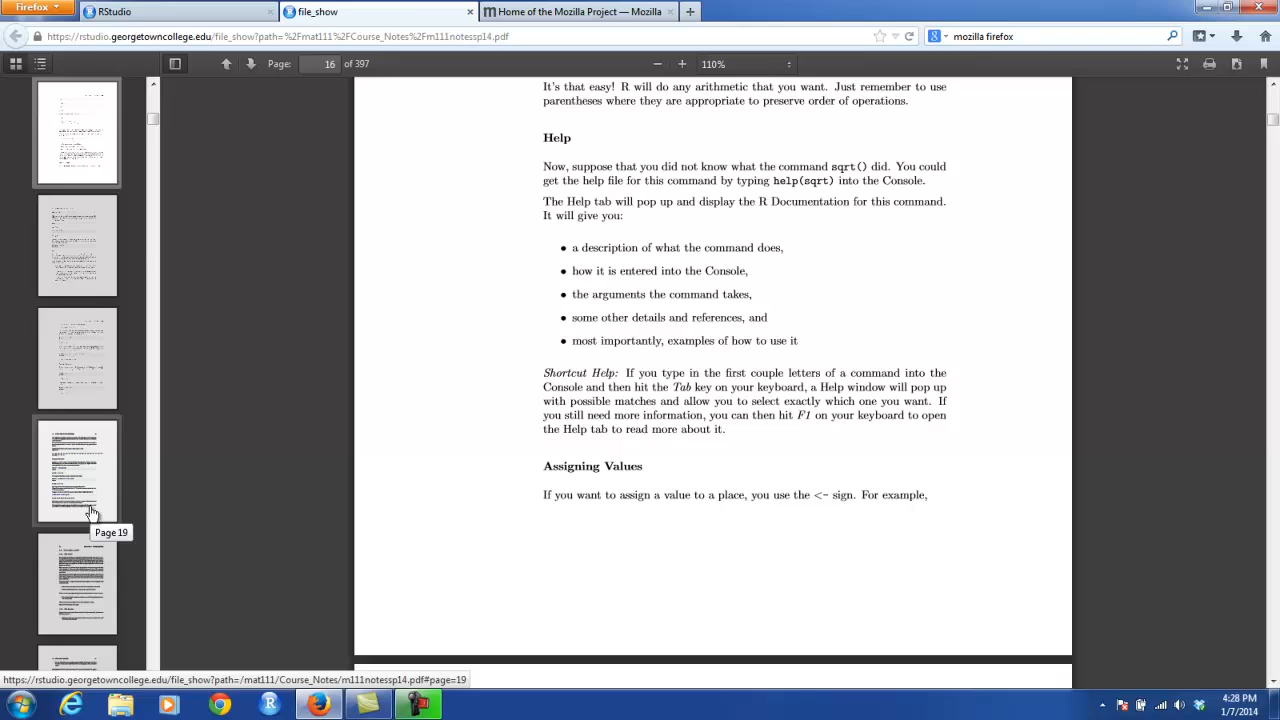 Firefox
RStudio
file_show
Home of the Mozilla Project — Mozilla
https://rstudio.georgetowncollege.edu/file_show?path=%2Fmat111%2FCourse_Notes%2Fm111notessp14.pdf
mozilla firefox
Page: 16 of 397
110%
It's that easy! R will do any arithmetic that you want. Just remember to use
parentheses where they are appropriate to preserve order of operations.
Help
Now, suppose that you did not know what the command sqrt() did. You could
get the help file for this command by typing help(sqrt) into the Console.
The Help tab will pop up and display the R Documentation for this command.
It will give you:
• a description of what the command does,
• how it is entered into the Console,
• the arguments the command takes,
• some other details and references, and
• most importantly, examples of how to use it
Shortcut Help: If you type in the first couple letters of a command into the
Console and then hit the Tab key on your keyboard, a Help window will pop up
with possible matches and allow you to select exactly which one you want. If
you still need more information, you can then hit F1 on your keyboard to open
the Help tab to read more about it.
Assigning Values
If you want to assign a value to a place, you use the <- sign. For example,
Page 19
https://rstudio.georgetowncollege.edu/file_show?path=/mat111/Course_Notes/m111notessp14.pdf#page=19
4:28 PM
1/7/2014